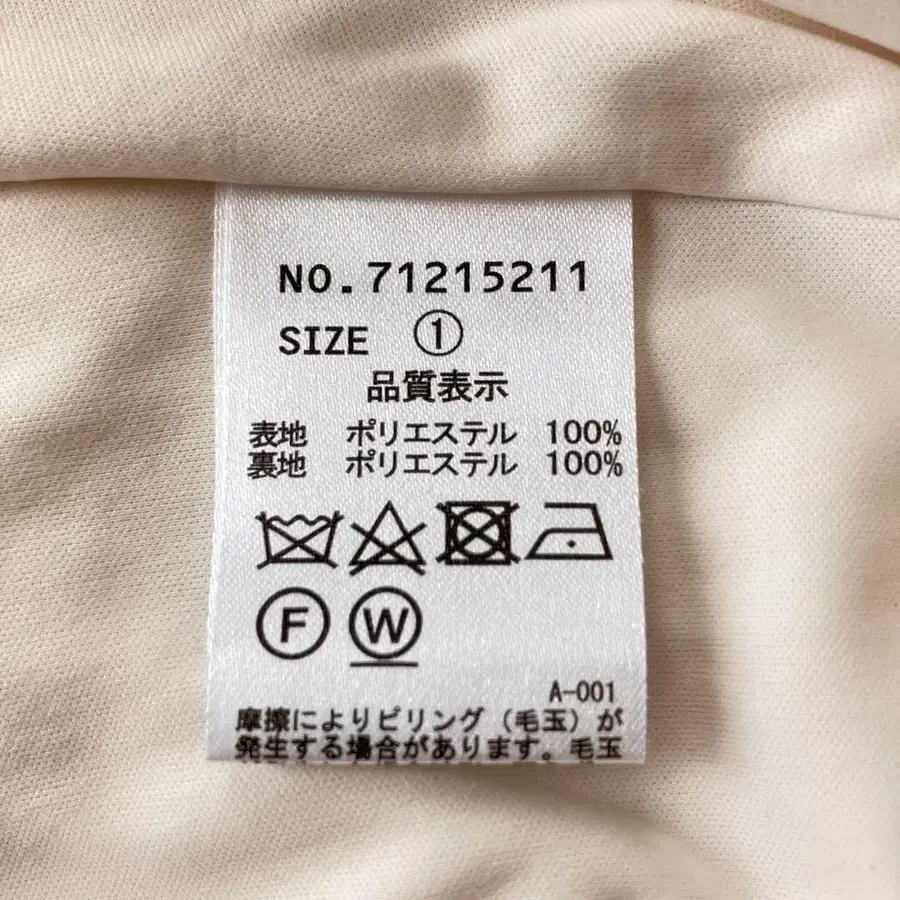 NO.71215211
SIZE ①
品質表示
表地 ポリエステル 100%
裏地 ポリエステル 100%
F W
A-001
摩擦によりピリング(毛玉)が
発生する場合があります。毛玉